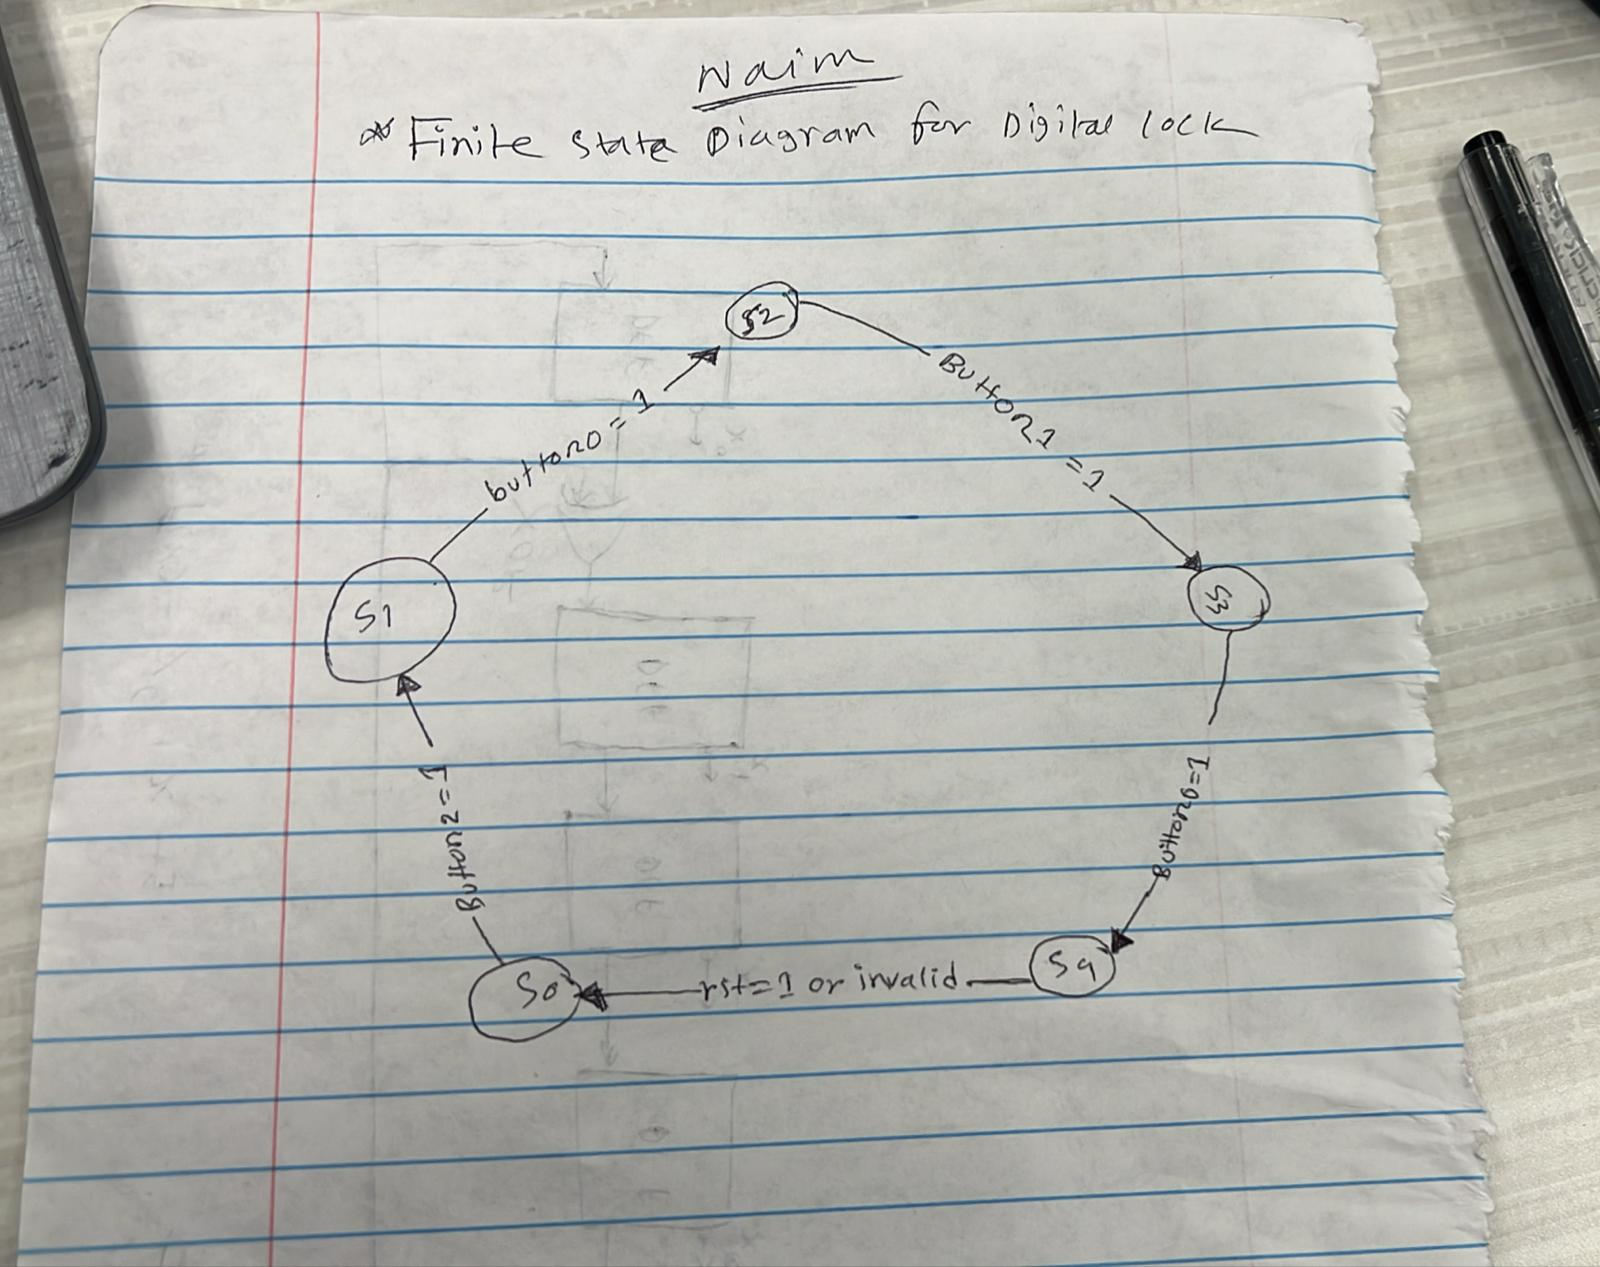 Naim
* Finite State Diagram for Digital lock
S2
Button1 = 1
button0 = 1
S1
S3
Button2=1
Button0=1
S0
rst=1 or invalid
S4